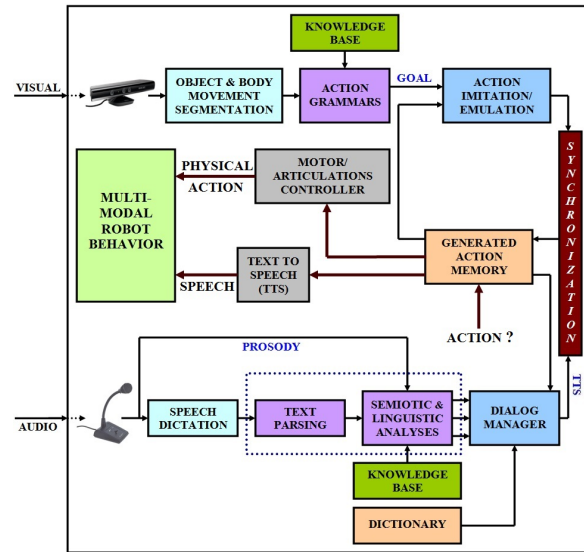 KNOWLEDGE
BASE
VISUAL
OBJECT & BODY
MOVEMENT
SEGMENTATION
ACTION
GRAMMARS
GOAL
ACTION
IMITATION/
EMULATION
SYNCHRONIZATION
MULTI-
MODAL
ROBOT
BEHAVIOR
PHYSICAL
ACTION
MOTOR/
ARTICULATIONS
CONTROLLER
GENERATED
ACTION
MEMORY
SPEECH
TEXT TO
SPEECH
(TTS)
ACTION ?
PROSODY
TTS
AUDIO
SPEECH
DICTATION
TEXT
PARSING
SEMIOTIC &
LINGUISTIC
ANALYSES
DIALOG
MANAGER
KNOWLEDGE
BASE
DICTIONARY